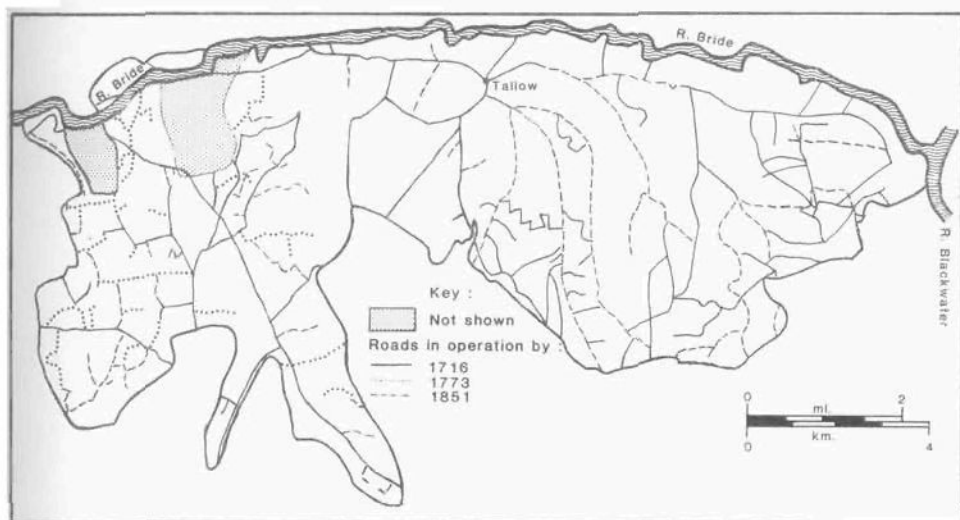 R. Bride
R. Bride
Tallow
R. Blackwater
Key :
Not shown
Roads in operation by :
1716
1773
1851
0 2
ml.
km.
0 4